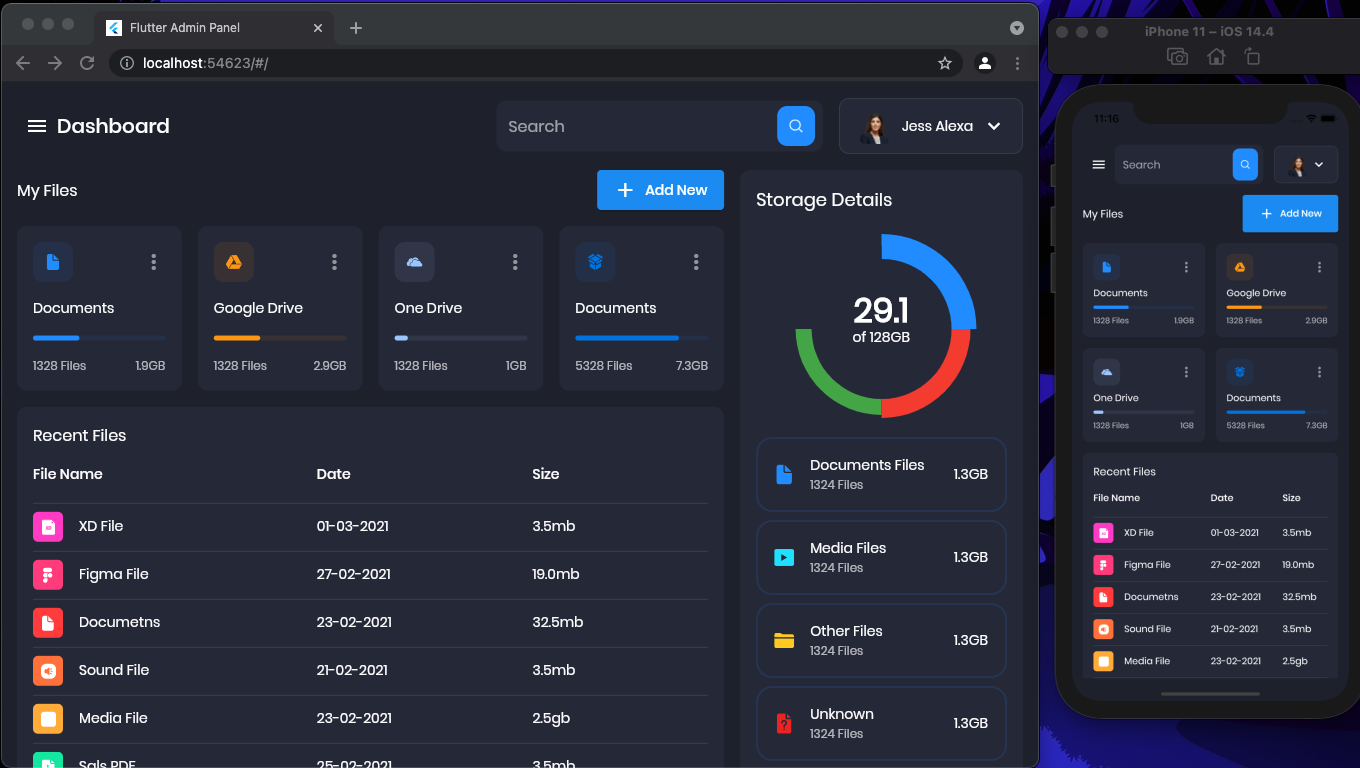 Flutter Admin Panel
localhost:54623/#/
Dashboard
Search
Jess Alexa
My Files
Add New
Documents
1328 Files
1.9GB
Google Drive
1328 Files
2.9GB
One Drive
1328 Files
1GB
Documents
5328 Files
7.3GB
Recent Files
File Name Date Size
XD File 01-03-2021 3.5mb
Figma File 27-02-2021 19.0mb
Documetns 23-02-2021 32.5mb
Sound File 21-02-2021 3.5mb
Media File 23-02-2021 2.5gb
Sals PDF 25-02-2021 3.5mb
Storage Details
29.1
of 128GB
Documents Files
1324 Files
1.3GB
Media Files
1324 Files
1.3GB
Other Files
1324 Files
1.3GB
Unknown
1324 Files
1.3GB
iPhone 11 – iOS 14.4
11:16
Search
My Files
Add New
Documents
1328 Files
1.9GB
Google Drive
1328 Files
2.9GB
One Drive
1328 Files
1GB
Documents
5328 Files
7.3GB
Recent Files
File Name Date Size
XD File 01-03-2021 3.5mb
Figma File 27-02-2021 19.0mb
Documetns 23-02-2021 32.5mb
Sound File 21-02-2021 3.5mb
Media File 23-02-2021 2.5gb